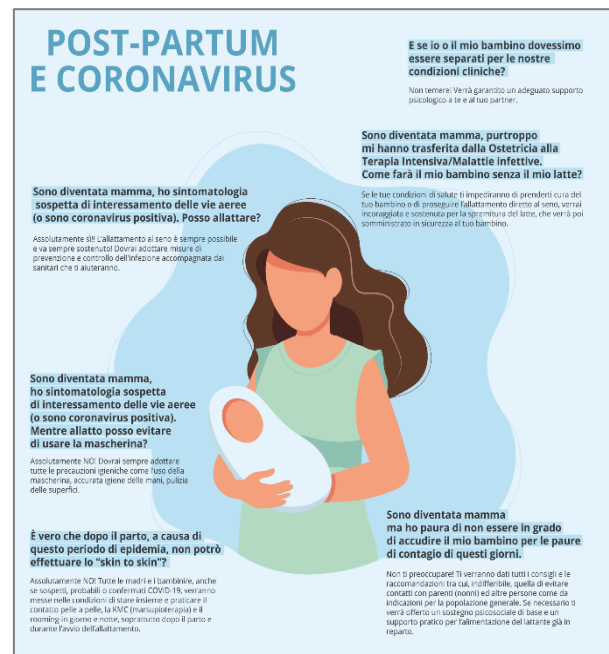 POST-PARTUM
E CORONAVIRUS
E se io o il mio bambino dovessimo
essere separati per le nostre
condizioni cliniche?
Non temere! Verrà garantito un adeguato supporto
psicologico a te e al tuo partner.
Sono diventata mamma, purtroppo
mi hanno trasferita dalla Ostetricia alla
Terapia Intensiva/Malattie infettive.
Come farà il mio bambino senza il mio latte?
Se le tue condizioni di salute ti impediranno di prenderti cura del
tuo bambino o di proseguire l'allattamento diretto al seno, verrai
incoraggiata e sostenuta per la spremitura del latte, che verrà poi
somministrato in sicurezza al tuo bambino.
Sono diventata mamma, ho sintomatologia
sospetta di interessamento delle vie aeree
(o sono coronavirus positiva). Posso allattare?
Assolutamente sì!! L'allattamento al seno è sempre possibile
e va sempre sostenuto! Dovrai adottare misure di
prevenzione e controllo dell'infezione accompagnata dai
sanitari che ti aiuteranno.
Sono diventata mamma,
ho sintomatologia sospetta
di interessamento delle vie aeree
(o sono coronavirus positiva).
Mentre allatto posso evitare
di usare la mascherina?
Assolutamente NO! Dovrai sempre adottare
tutte le precauzioni igieniche come l'uso della
mascherina, accurata igiene delle mani, pulizia
delle superfici.
È vero che dopo il parto, a causa di
questo periodo di epidemia, non potrò
effettuare lo "skin to skin"?
Assolutamente NO! Tutte le madri e i bambini/e, anche
se sospetti, probabili o confermati COVID-19, verranno
messe nelle condizioni di stare insieme e praticare il
contatto pelle a pelle, la KMC (marsupioterapia) e il
rooming-in giorno e notte, soprattutto dopo il parto e
durante l'avvio dell'allattamento.
Sono diventata mamma
ma ho paura di non essere in grado
di accudire il mio bambino per le paure
di contagio di questi giorni.
Non ti preoccupare! Ti verranno dati tutti i consigli e le
raccomandazioni tra cui, indifferibile, quella di evitare
contatti con parenti (nonni) ed altre persone come da
indicazioni per la popolazione generale. Se necessario ti
verrà offerto un sostegno psicosociale di base e un
supporto pratico per l'alimentazione del lattante già in
reparto.